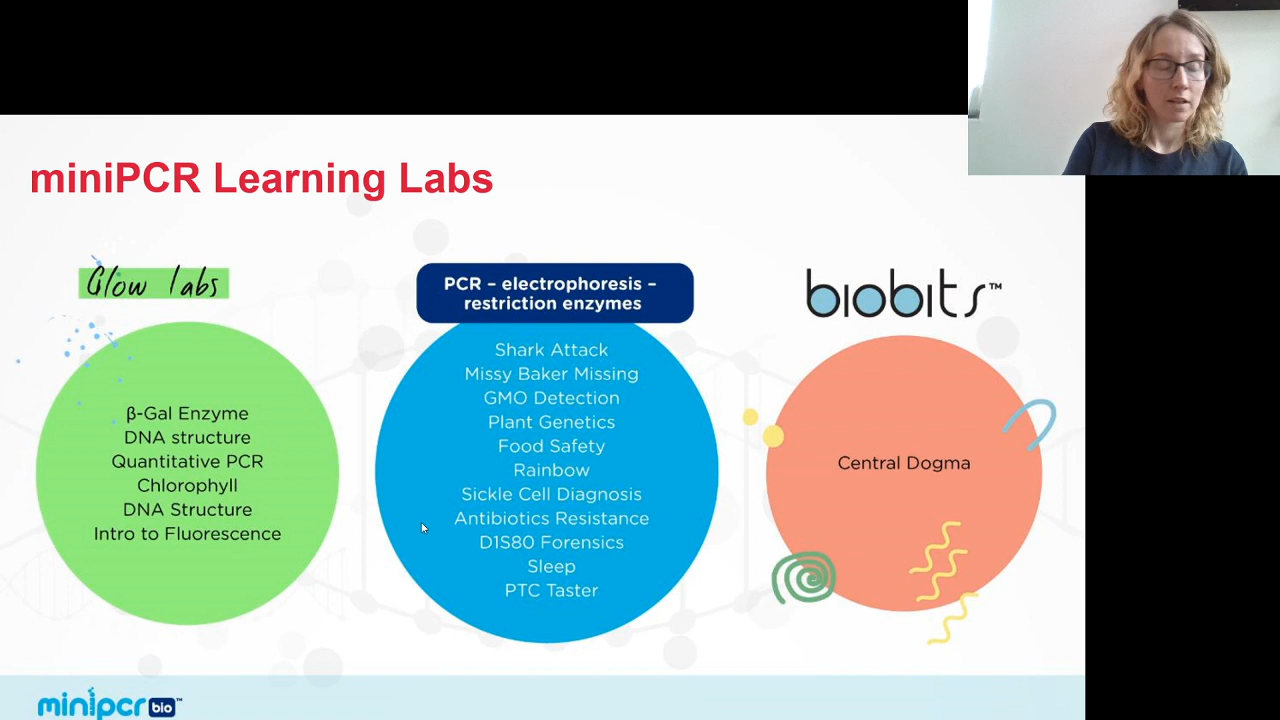 miniPCR Learning Labs
Glow labs
β-Gal Enzyme
DNA structure
Quantitative PCR
Chlorophyll
DNA Structure
Intro to Fluorescence
PCR – electrophoresis –
restriction enzymes
Shark Attack
Missy Baker Missing
GMO Detection
Plant Genetics
Food Safety
Rainbow
Sickle Cell Diagnosis
Antibiotics Resistance
D1S80 Forensics
Sleep
PTC Taster
biobits™
Central Dogma
minipcr bio™